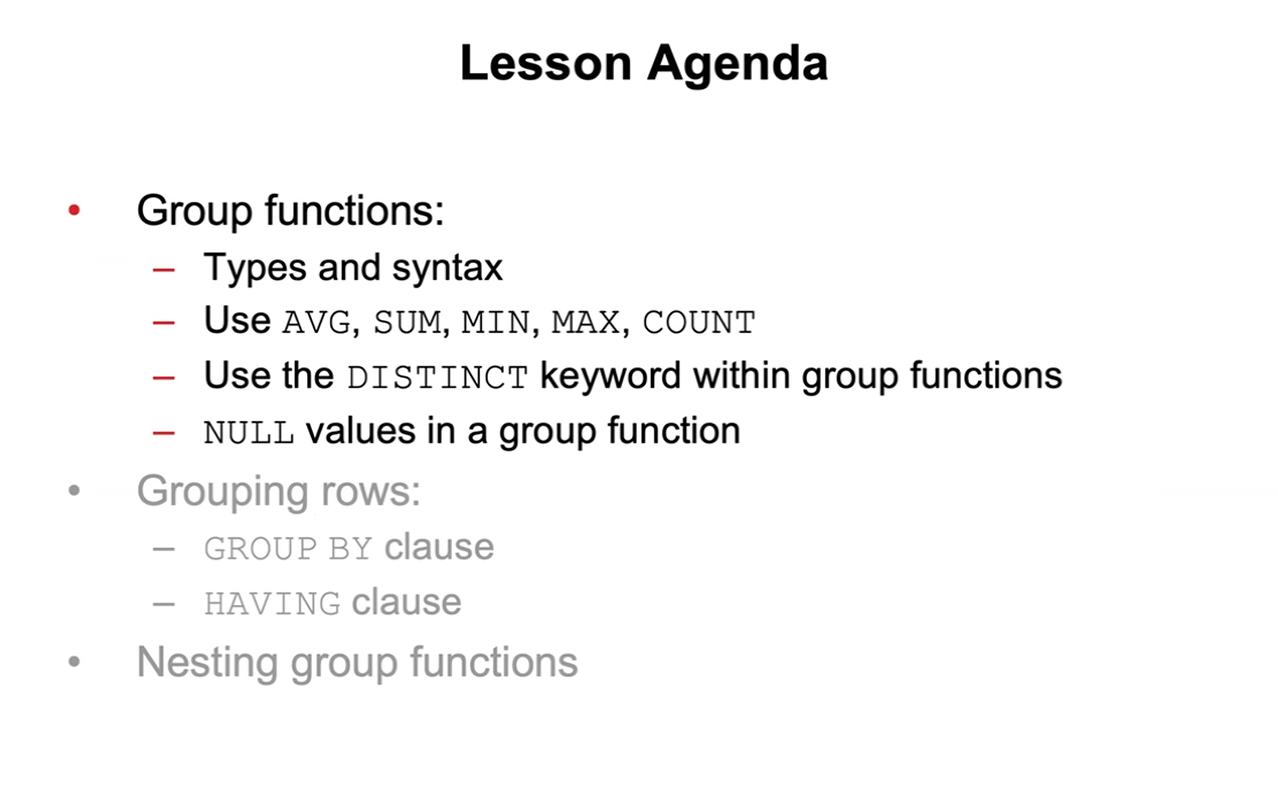 Lesson Agenda
• Group functions:
– Types and syntax
– Use AVG, SUM, MIN, MAX, COUNT
– Use the DISTINCT keyword within group functions
– NULL values in a group function
• Grouping rows:
– GROUP BY clause
– HAVING clause
• Nesting group functions